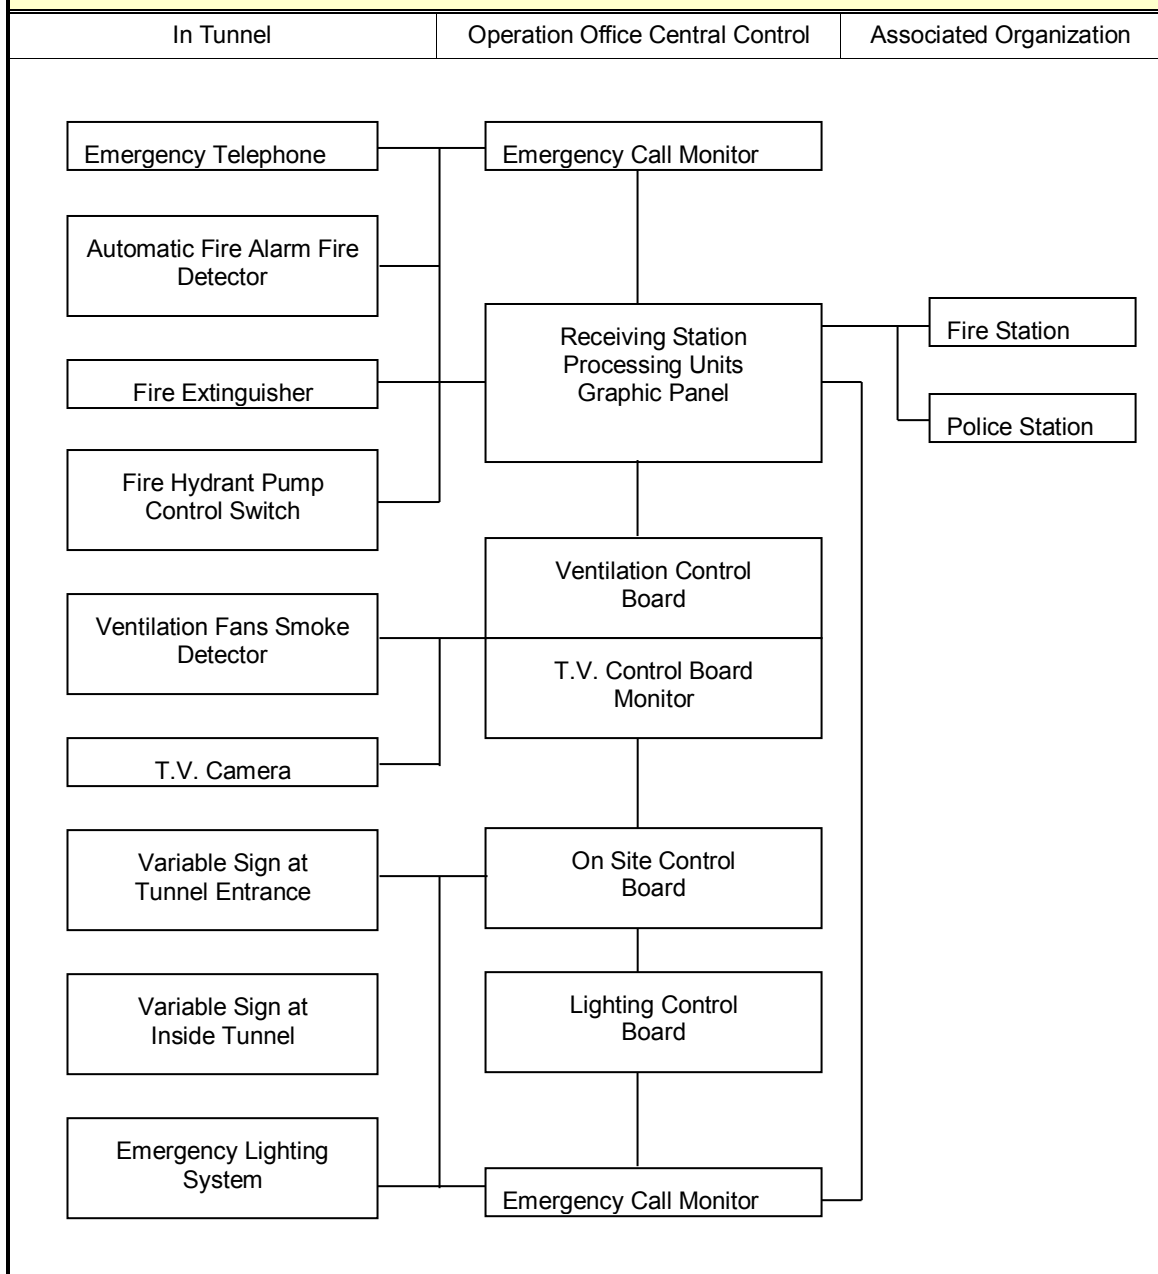 In Tunnel
Operation Office Central Control
Associated Organization
Emergency Telephone
Emergency Call Monitor
Automatic Fire Alarm Fire
Detector
Receiving Station
Processing Units
Graphic Panel
Fire Station
Fire Extinguisher
Police Station
Fire Hydrant Pump
Control Switch
Ventilation Control
Board
Ventilation Fans Smoke
Detector
T.V. Control Board
Monitor
T.V. Camera
Variable Sign at
Tunnel Entrance
On Site Control
Board
Variable Sign at
Inside Tunnel
Lighting Control
Board
Emergency Lighting
System
Emergency Call Monitor